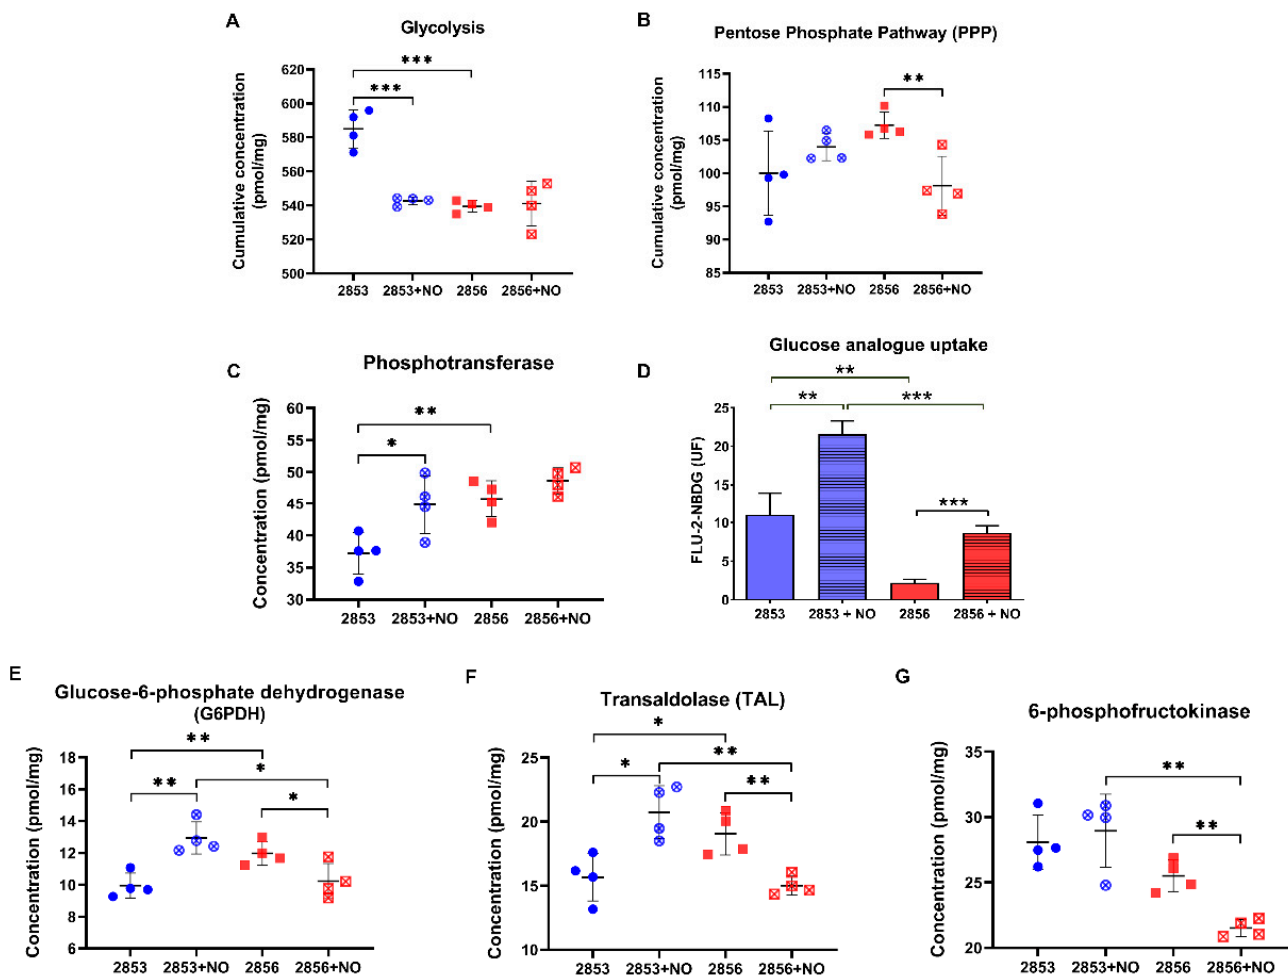 A
Glycolysis
Cumulative concentration
(pmol/mg)
620
600
580
560
540
520
500
***
***
2853
2853+NO
2856
2856+NO
B
Pentose Phosphate Pathway (PPP)
Cumulative concentration
(pmol/mg)
115
110
105
100
95
90
85
**
2853
2853+NO
2856
2856+NO
C
Phosphotransferase
Concentration (pmol/mg)
60
55
50
45
40
35
30
**
*
2853
2853+NO
2856
2856+NO
D
Glucose analogue uptake
FLU-2-NBDG (UF)
25
20
15
10
5
0
**
**
***
***
2853
2853 + NO
2856
2856 + NO
E
Glucose-6-phosphate dehydrogenase
(G6PDH)
Concentration (pmol/mg)
18
16
14
12
10
8
6
**
*
**
*
2853
2853+NO
2856
2856+NO
F
Transaldolase (TAL)
Concentration (pmol/mg)
25
20
15
10
*
**
*
**
2853
2853+NO
2856
2856+NO
G
6-phosphofructokinase
Concentration (pmol/mg)
35
30
25
20
**
**
2853
2853+NO
2856
2856+NO